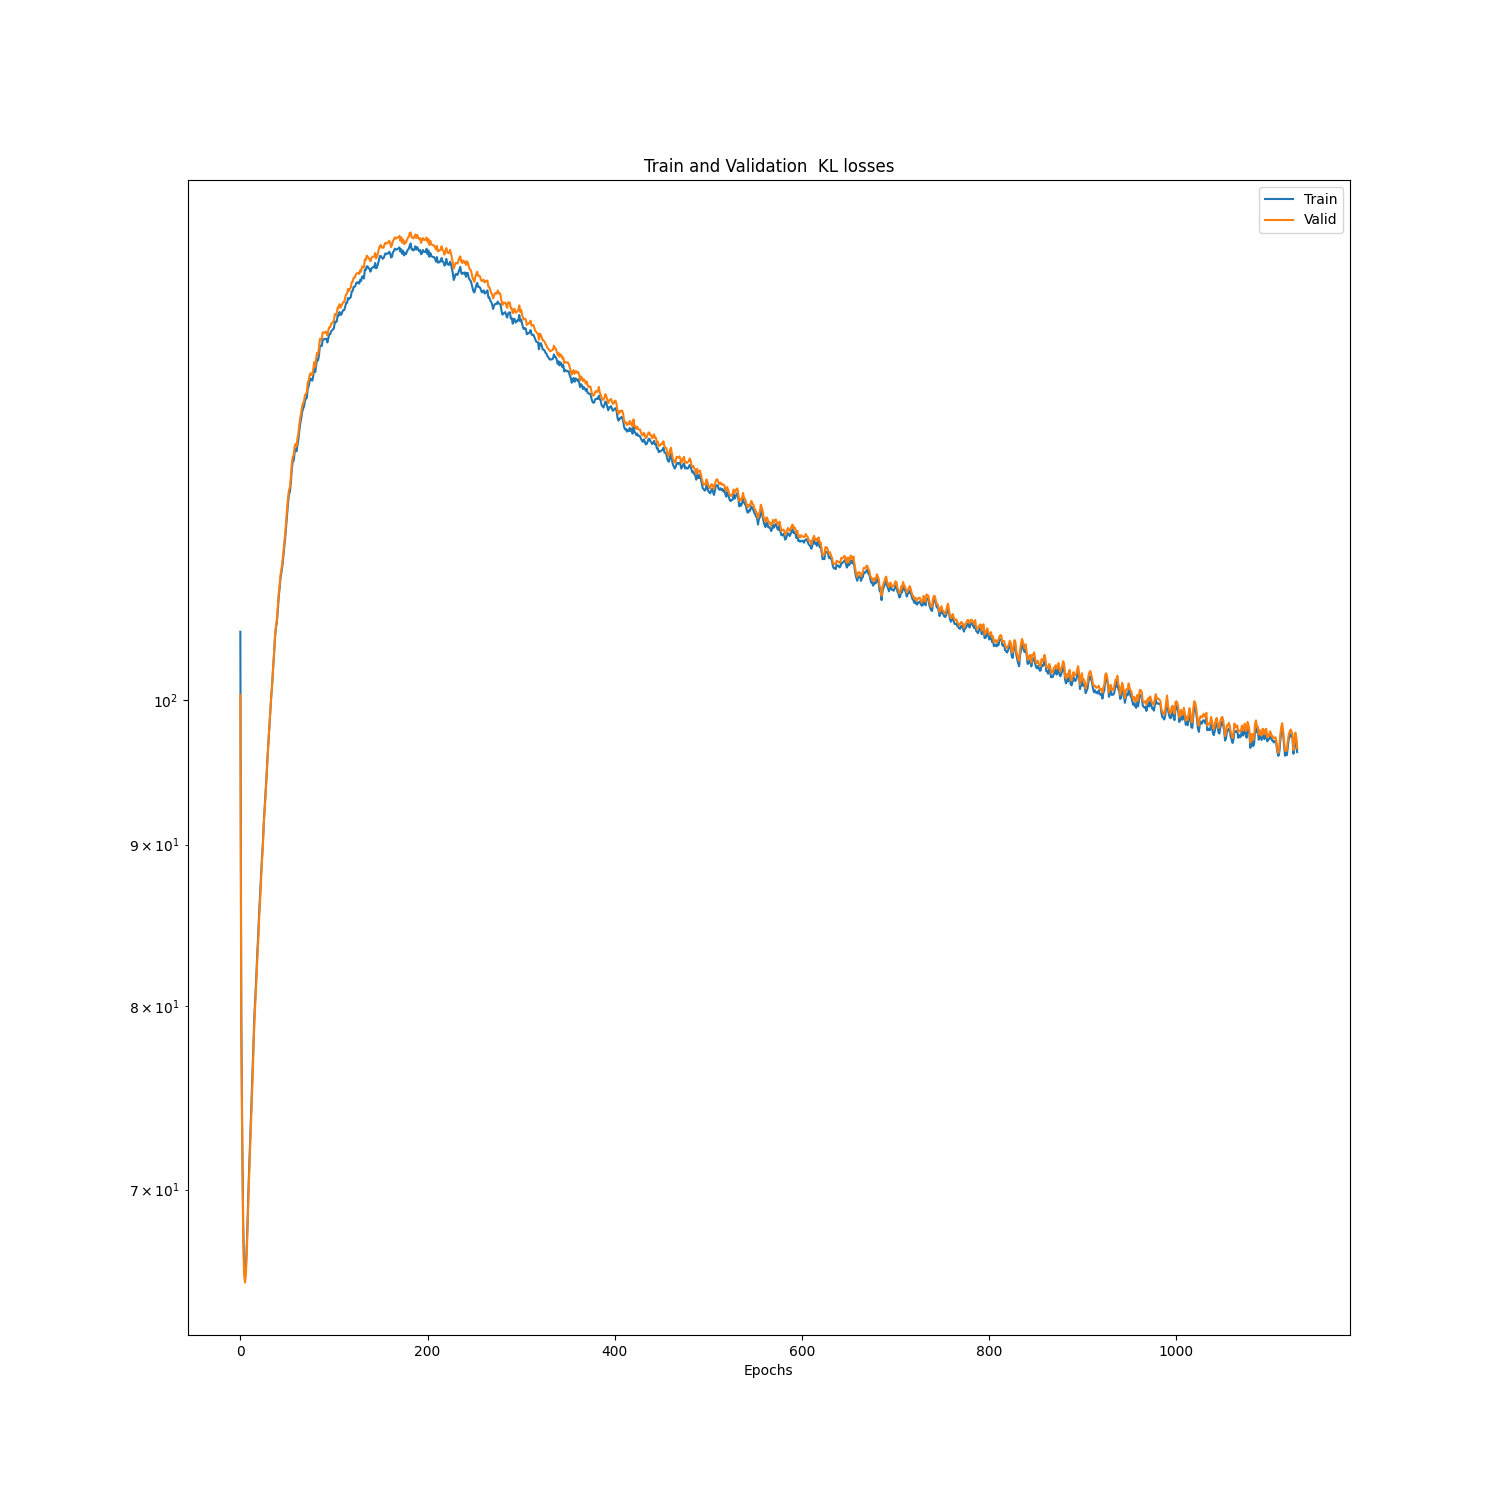 Train and Validation  KL losses
Train
Valid
10²
9 × 10¹
8 × 10¹
7 × 10¹
0 200 400 600 800 1000
Epochs